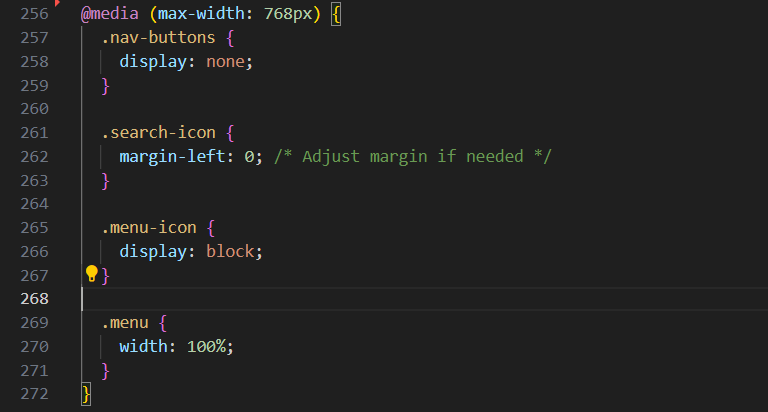 256 @media (max-width: 768px) {
257 .nav-buttons {
258 display: none;
259 }
260
261 .search-icon {
262 margin-left: 0; /* Adjust margin if needed */
263 }
264
265 .menu-icon {
266 display: block;
267 }
268
269 .menu {
270 width: 100%;
271 }
272 }